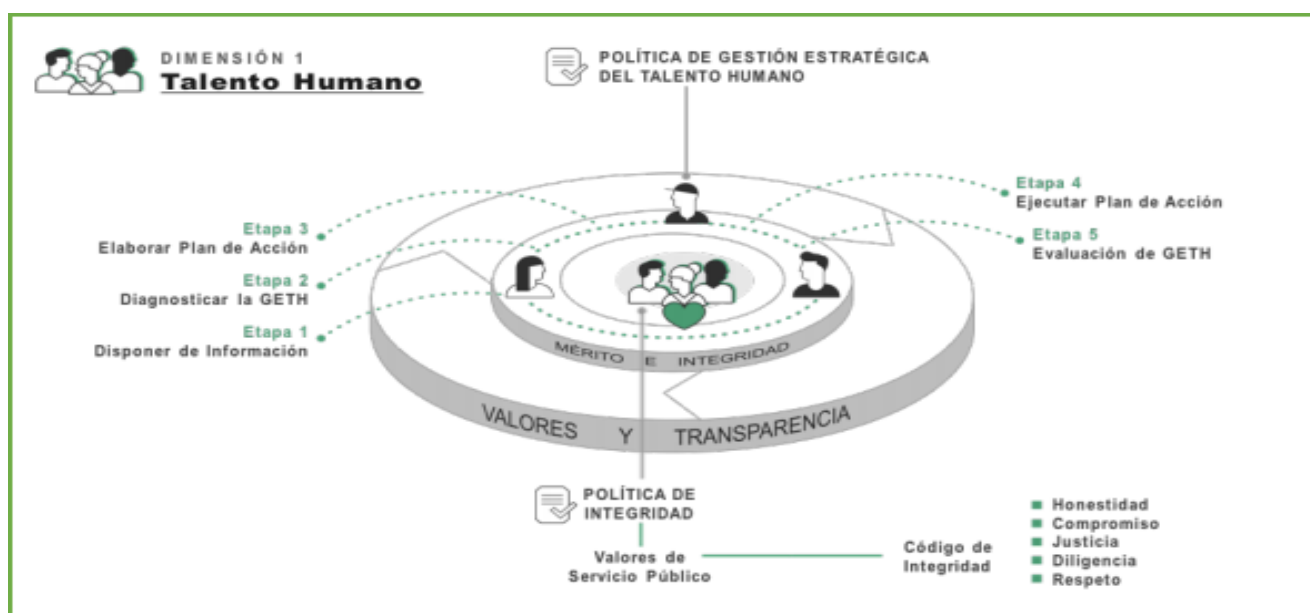 DIMENSIÓN 1
Talento Humano
POLÍTICA DE GESTIÓN ESTRATÉGICA
DEL TALENTO HUMANO
Etapa 3
Elaborar Plan de Acción
Etapa 2
Diagnosticar la GETH
Etapa 1
Disponer de Información
Etapa 4
Ejecutar Plan de Acción
Etapa 5
Evaluación de GETH
MÉRITO E INTEGRIDAD
VALORES Y TRANSPARENCIA
POLÍTICA DE
INTEGRIDAD
Valores de
Servicio Público
Código de
Integridad
Honestidad
Compromiso
Justicia
Diligencia
Respeto